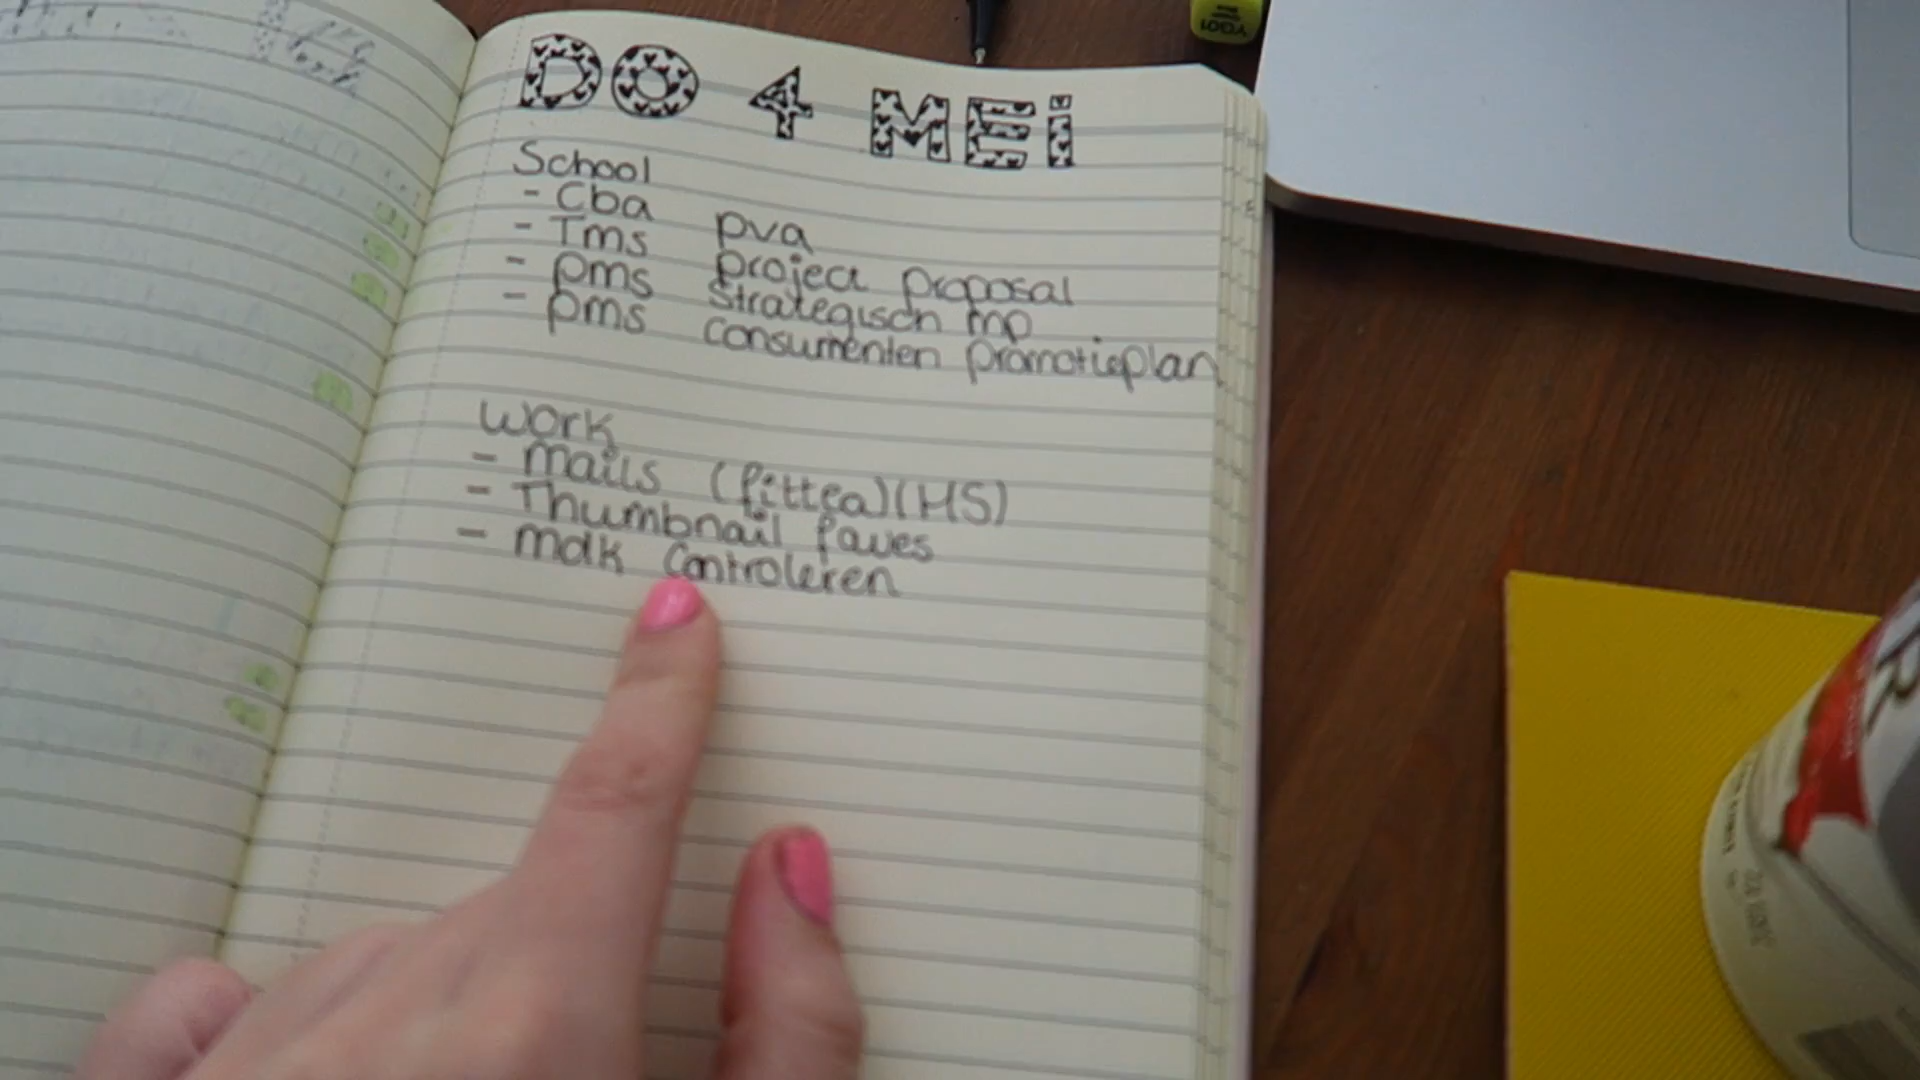 DO 4 MEi
School
- Cba pva
- Tms project proposal
- pms strategisch mp
- pms consumenten promotieplan
Work
- mails (fittea)(HS)
- Thumbnail faves
- mdk Controleren
YG01